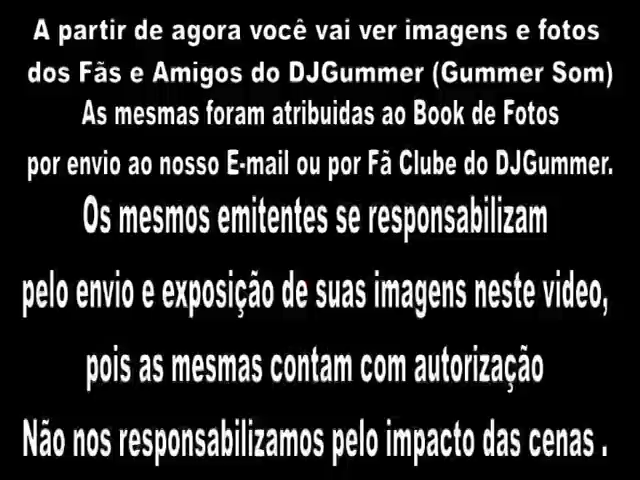 A partir de agora você vai ver imagens e fotos
dos Fãs e Amigos do DJGummer (Gummer Som)
As mesmas foram atribuidas ao Book de Fotos
por envio ao nosso E-mail ou por Fã Clube do DJGummer.
Os mesmos emitentes se responsabilizam
pelo envio e exposição de suas imagens neste video,
pois as mesmas contam com autorização
Não nos responsabilizamos pelo impacto das cenas .